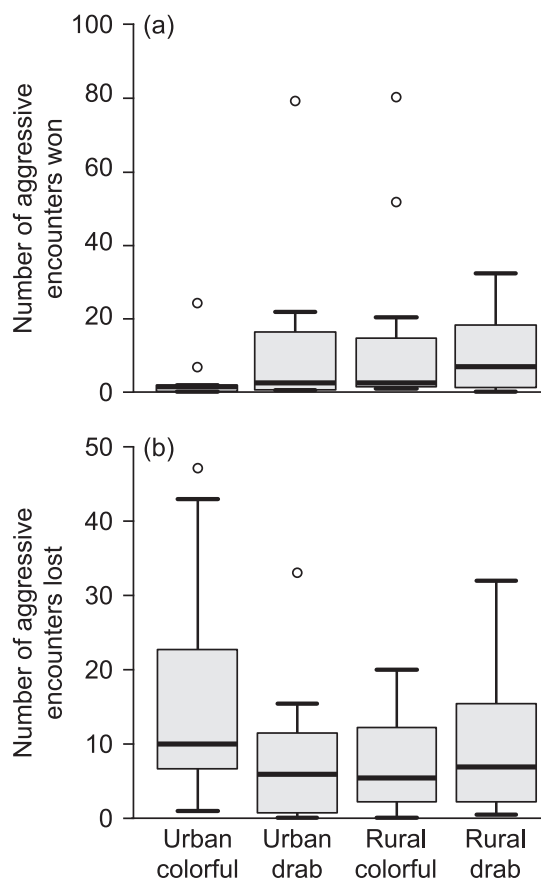 (a)
100
80
60
40
20
0
Number of aggressive
encounters won
(b)
50
40
30
20
10
0
Number of aggressive
encounters lost
Urban
colorful
Urban
drab
Rural
colorful
Rural
drab